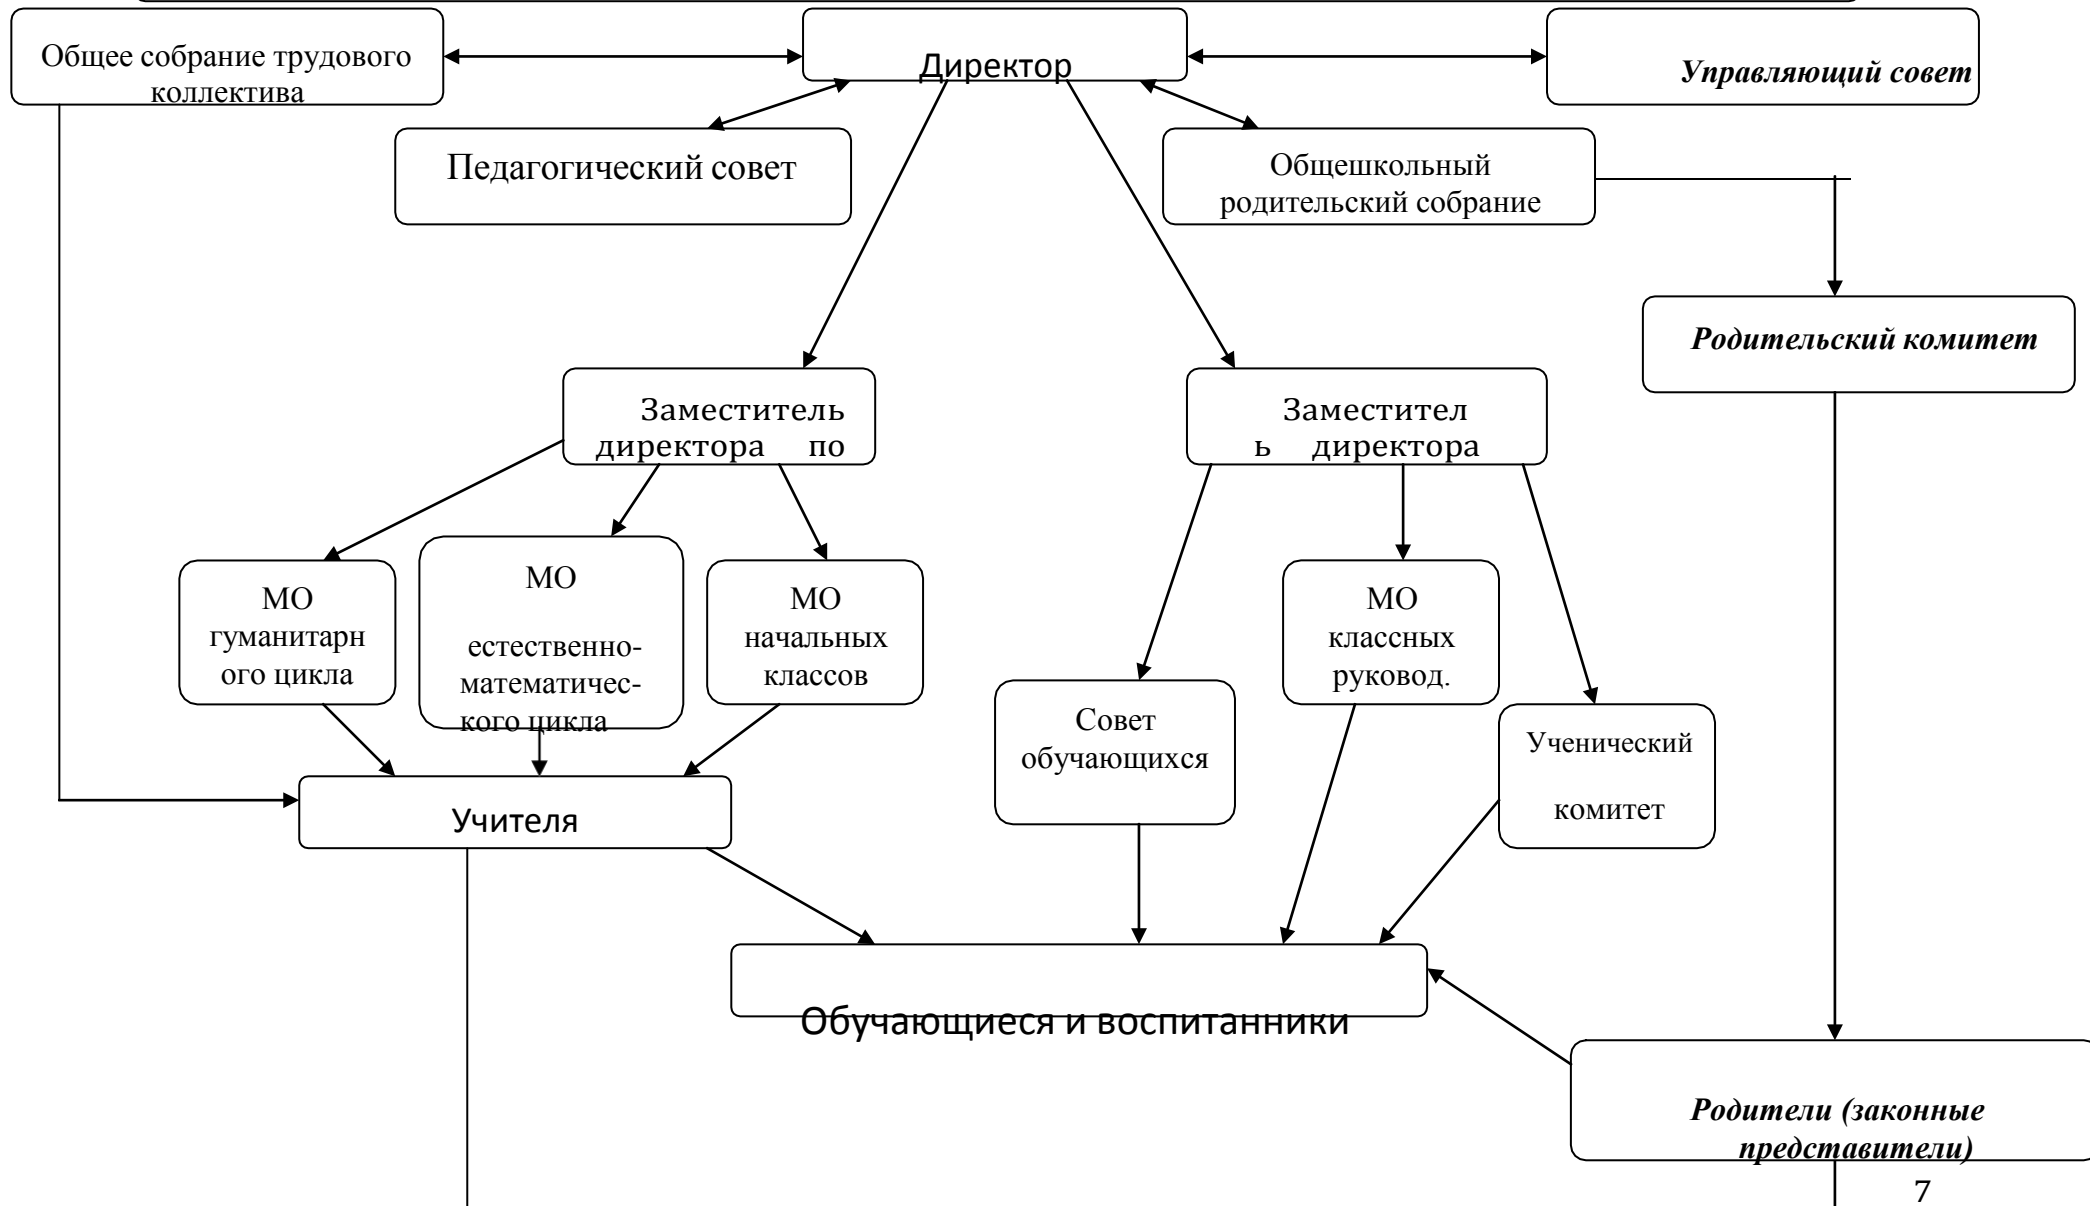 Общее собрание трудового
коллектива
Директор
Управляющий совет
Педагогический совет
Общешкольный
родительский собрание
Родительский комитет
Заместитель
директора по
Заместител
ь директора
МО
гуманитарн
ого цикла
МО
естественно-
математичес-
кого цикла
МО
начальных
классов
МО
классных
руковод.
Совет
обучающихся
Ученический
комитет
Учителя
Обучающиеся и воспитанники
Родители (законные
представители)
7